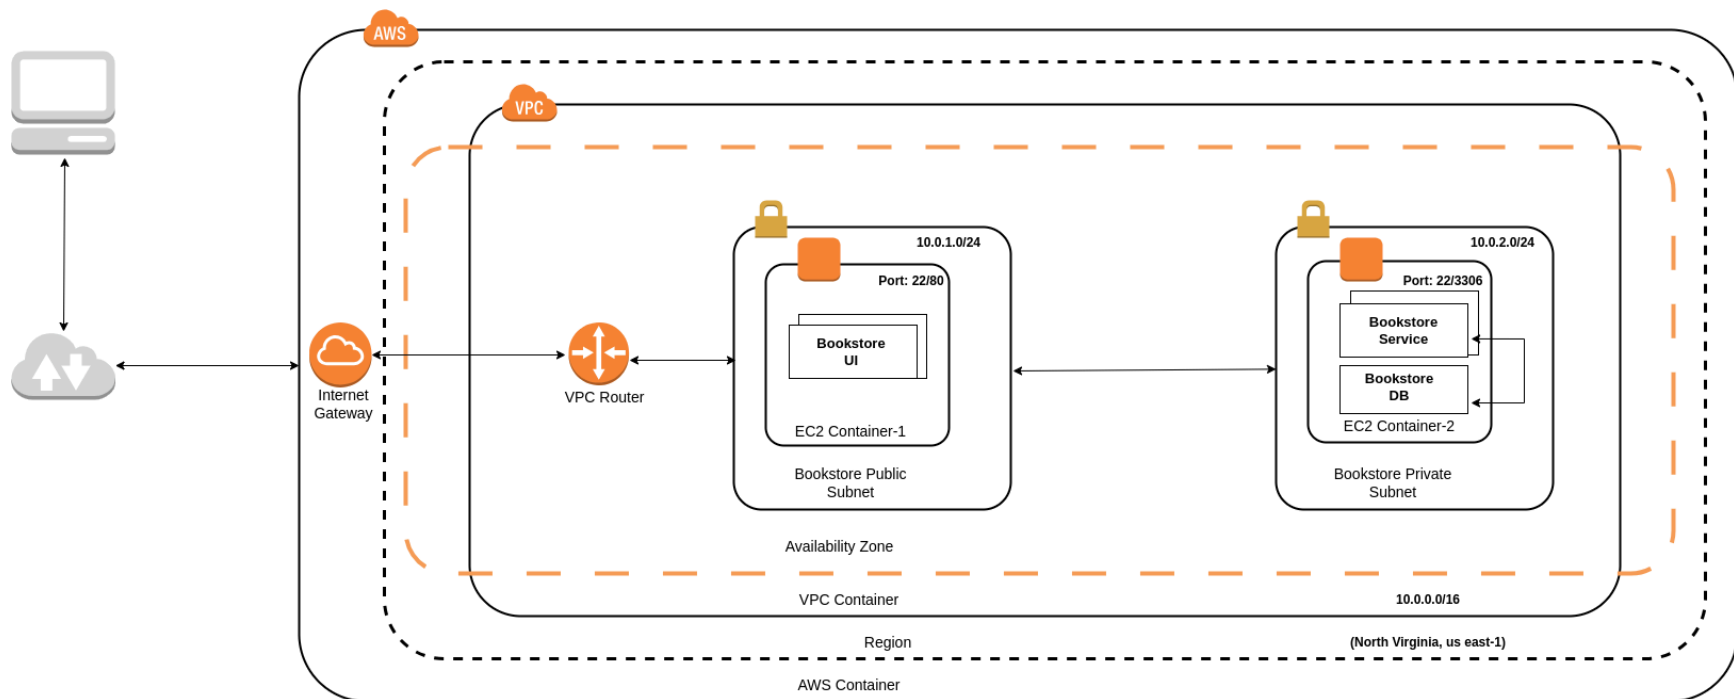 AWS
VPC
10.0.1.0/24
10.0.2.0/24
Port: 22/80
Port: 22/3306
Bookstore
UI
Bookstore
Service
Bookstore
DB
Internet
Gateway
VPC Router
EC2 Container-1
EC2 Container-2
Bookstore Public
Subnet
Bookstore Private
Subnet
Availability Zone
VPC Container
10.0.0.0/16
Region
(North Virginia, us east-1)
AWS Container